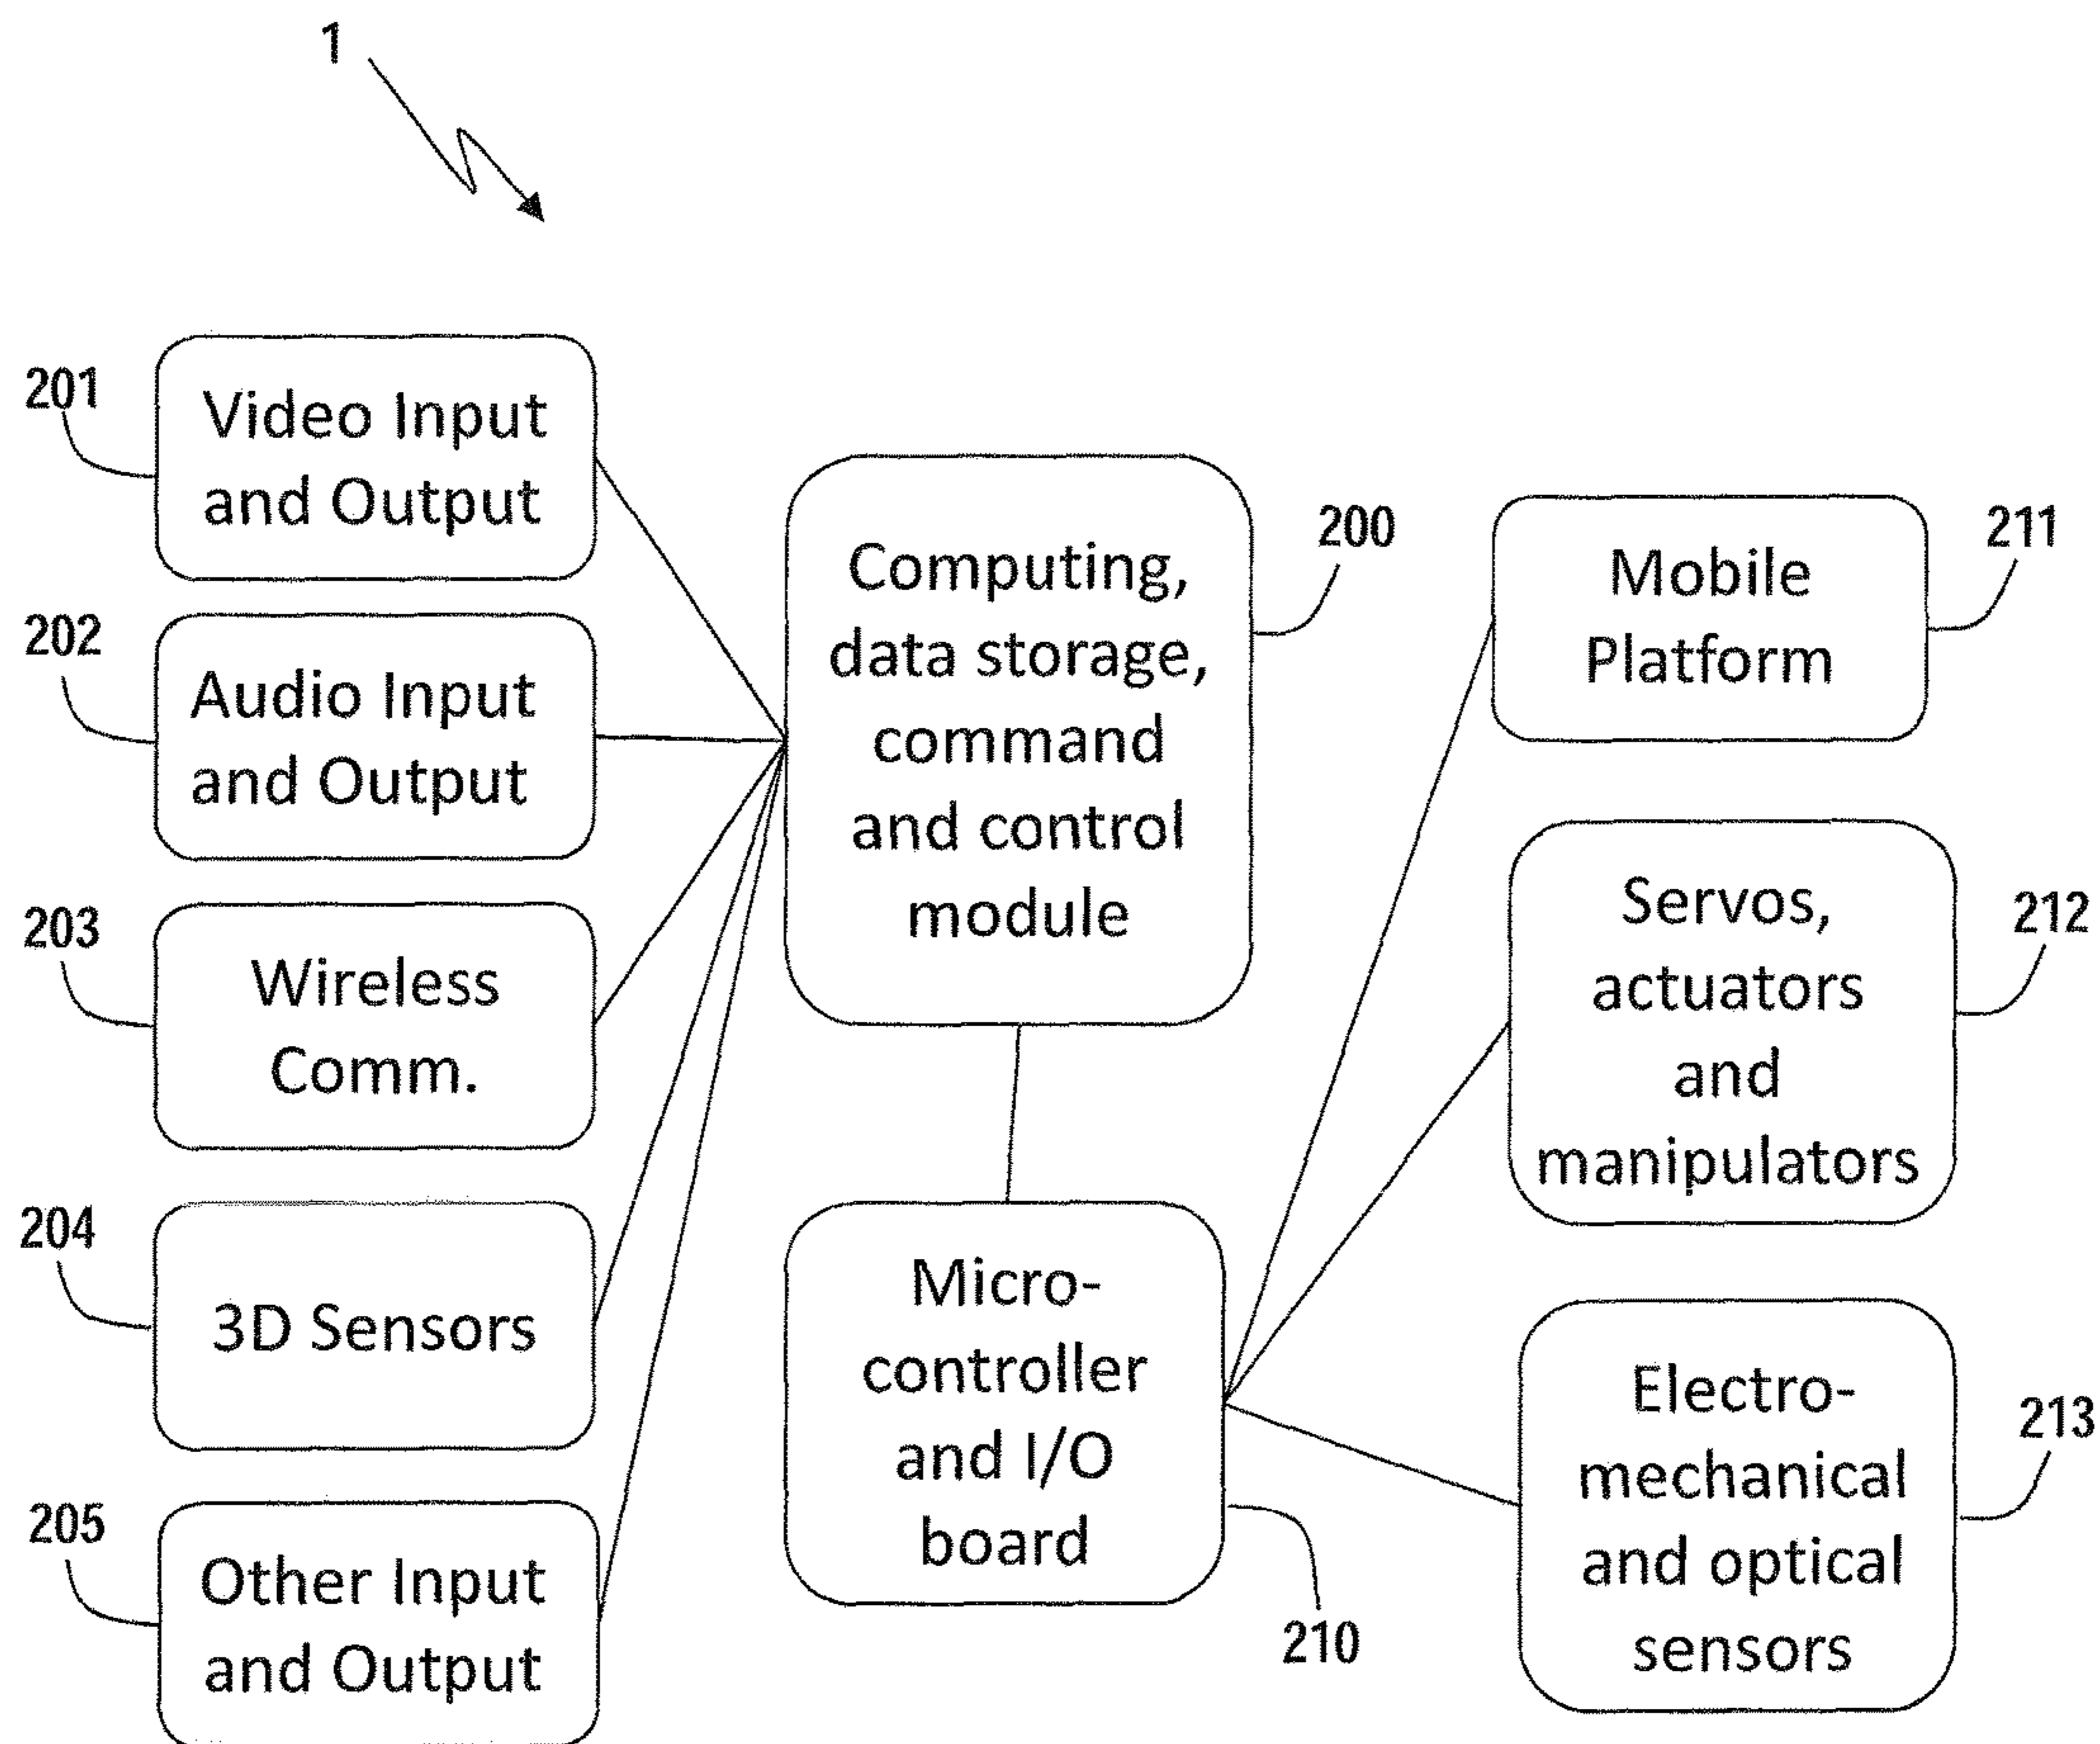 1
201
Video Input
and Output
202
Audio Input
and Output
203
Wireless
Comm.
204
3D Sensors
205
Other Input
and Output
Computing,
data storage,
command
and control
module
200
Micro-
controller
and I/O
board
210
Mobile
Platform
211
Servos,
actuators
and
manipulators
212
Electro-
mechanical
and optical
sensors
213